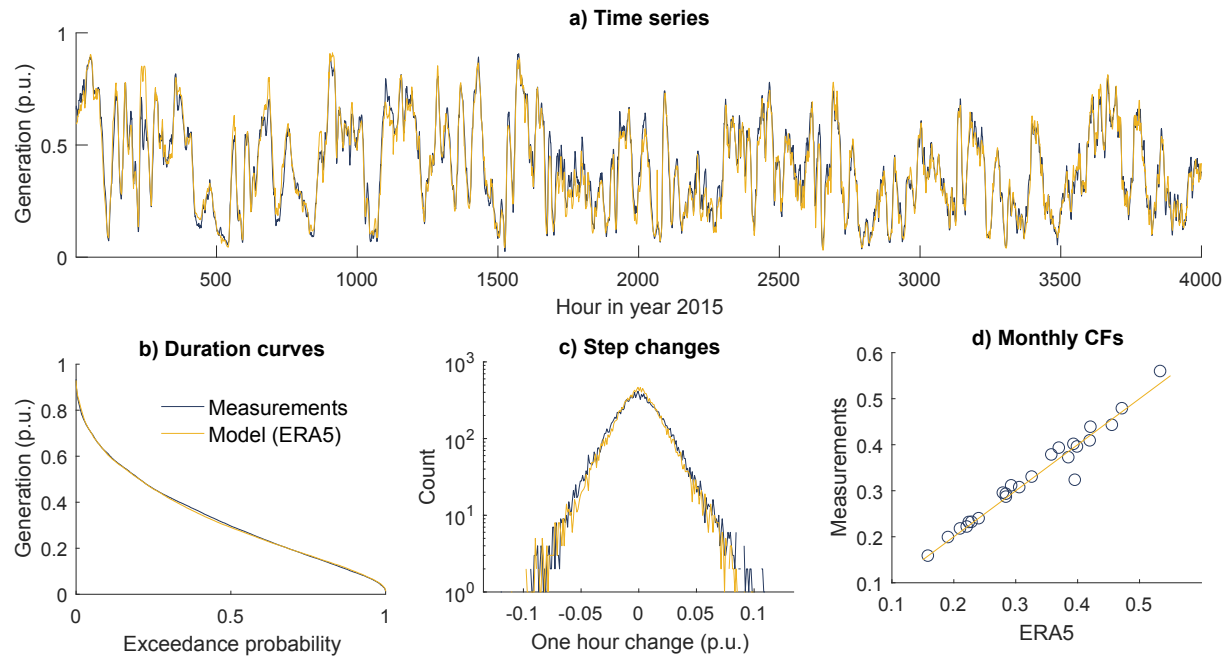 a) Time series
1
0.5
0
Generation (p.u.)
500 1000 1500 2000 2500 3000 3500 4000
Hour in year 2015
b) Duration curves
1
0.8
0.6
0.4
0.2
0
Generation (p.u.)
Measurements
Model (ERA5)
0 0.5 1
Exceedance probability
c) Step changes
10^3
10^2
10^1
10^0
Count
-0.1 -0.05 0 0.05 0.1
One hour change (p.u.)
d) Monthly CFs
0.6
0.5
0.4
0.3
0.2
0.1
Measurements
0.1 0.2 0.3 0.4 0.5
ERA5